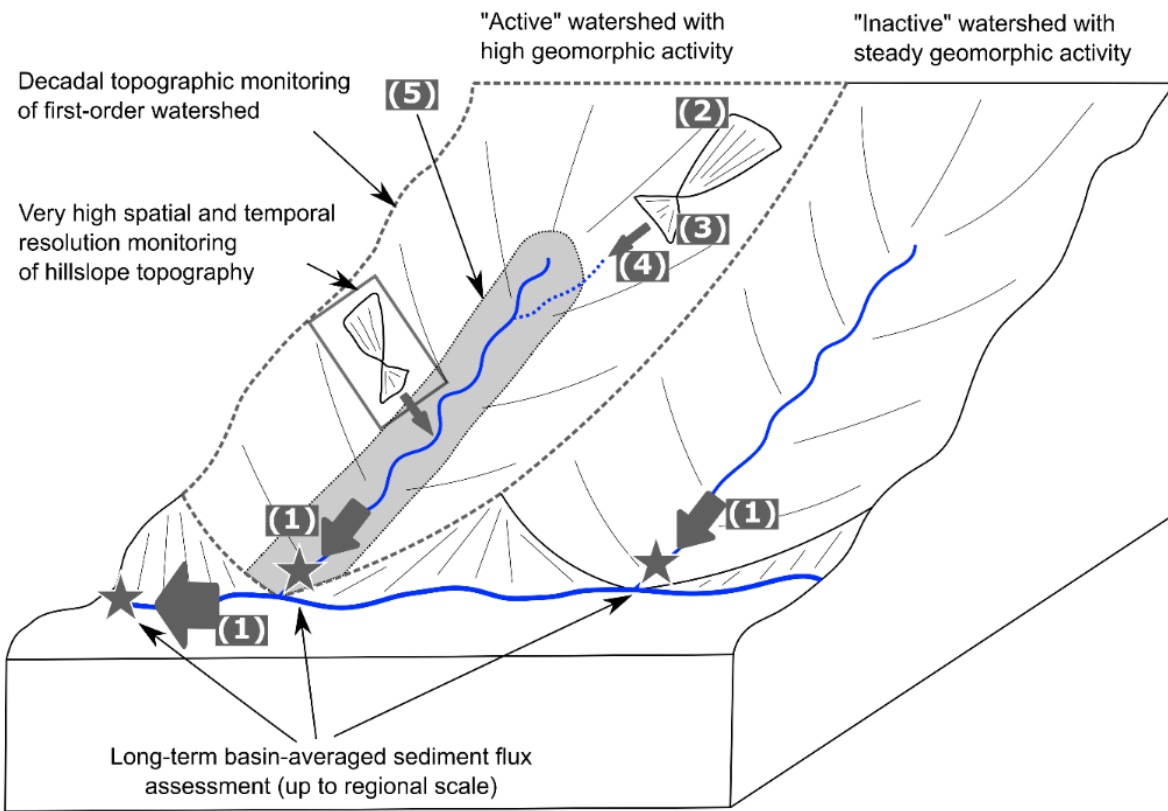 "Active" watershed with
high geomorphic activity
"Inactive" watershed with
steady geomorphic activity
Decadal topographic monitoring
of first-order watershed
(5)
(2)
Very high spatial and temporal
resolution monitoring
of hillslope topography
(3)
(4)
(1)
(1)
(1)
Long-term basin-averaged sediment flux
assessment (up to regional scale)